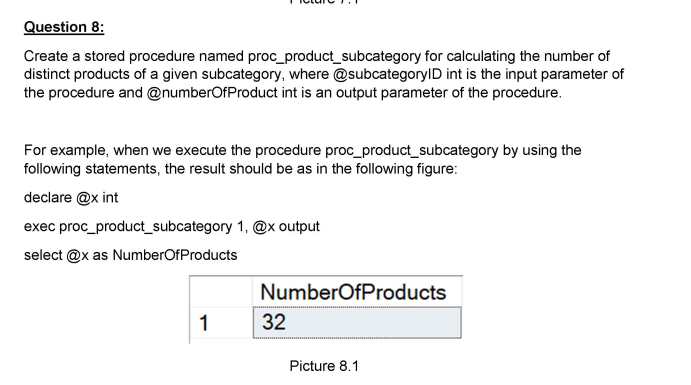 Question 8:
Create a stored procedure named proc_product_subcategory for calculating the number of
distinct products of a given subcategory, where @subcategoryID int is the input parameter of
the procedure and @numberOfProduct int is an output parameter of the procedure.
For example, when we execute the procedure proc_product_subcategory by using the
following statements, the result should be as in the following figure:
declare @x int
exec proc_product_subcategory 1, @x output
select @x as NumberOfProducts
NumberOfProducts
1 32
Picture 8.1